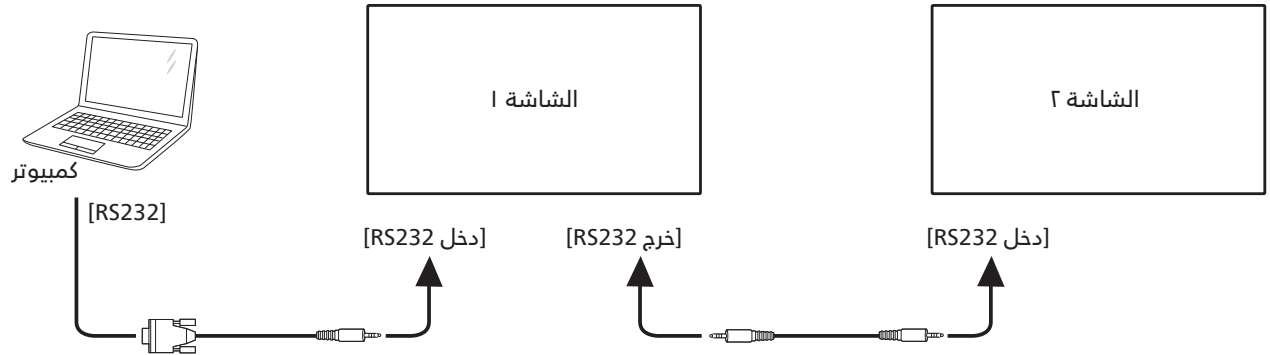 الشاشة ١
الشاشة ٢
كمبيوتر
[RS232]
[دخل RS232]
[خرج RS232]
[دخل RS232]